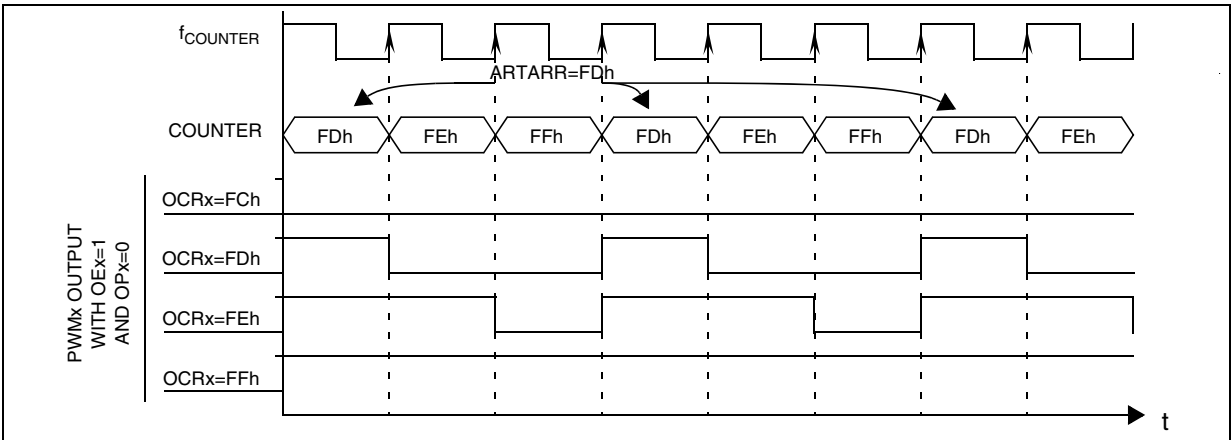 fCOUNTER
ARTARR=FDh
COUNTER
FDh FEh FFh FDh FEh FFh FDh FEh
PWMx OUTPUT
WITH OEx=1
AND OPx=0
OCRx=FCh
OCRx=FDh
OCRx=FEh
OCRx=FFh
t